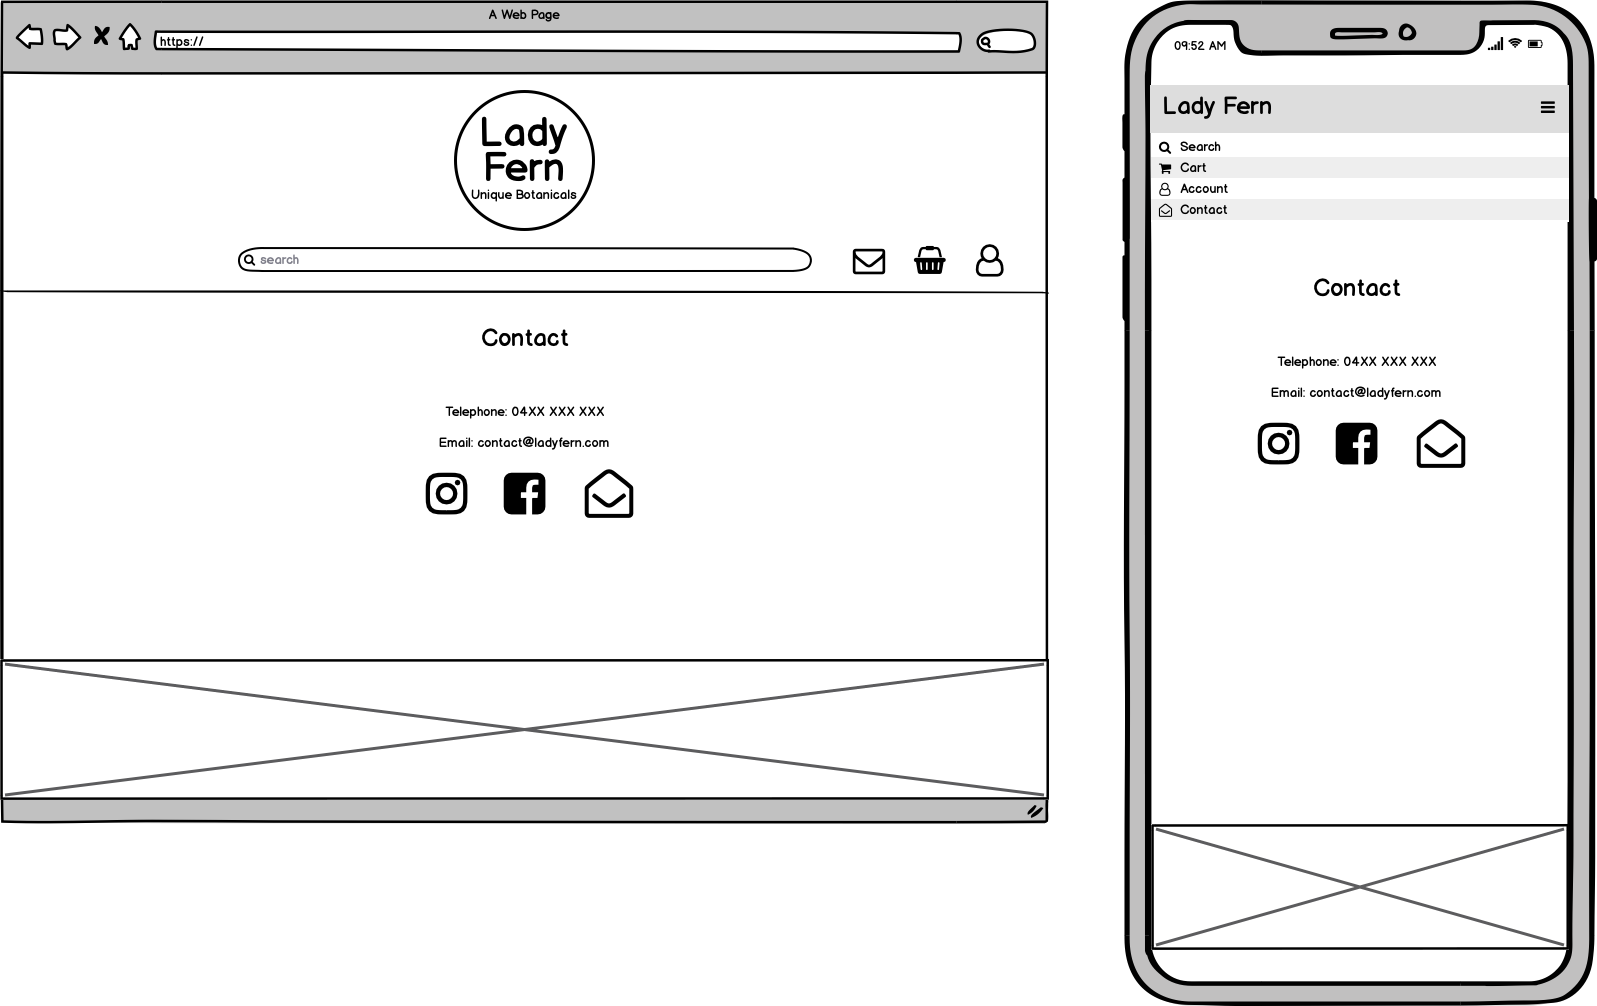 A Web Page
https://
Lady
Fern
Unique Botanicals
search
Contact
Telephone: 04XX XXX XXX
Email: contact@ladyfern.com
09:52 AM
Lady Fern
Search
Cart
Account
Contact
Contact
Telephone: 04XX XXX XXX
Email: contact@ladyfern.com